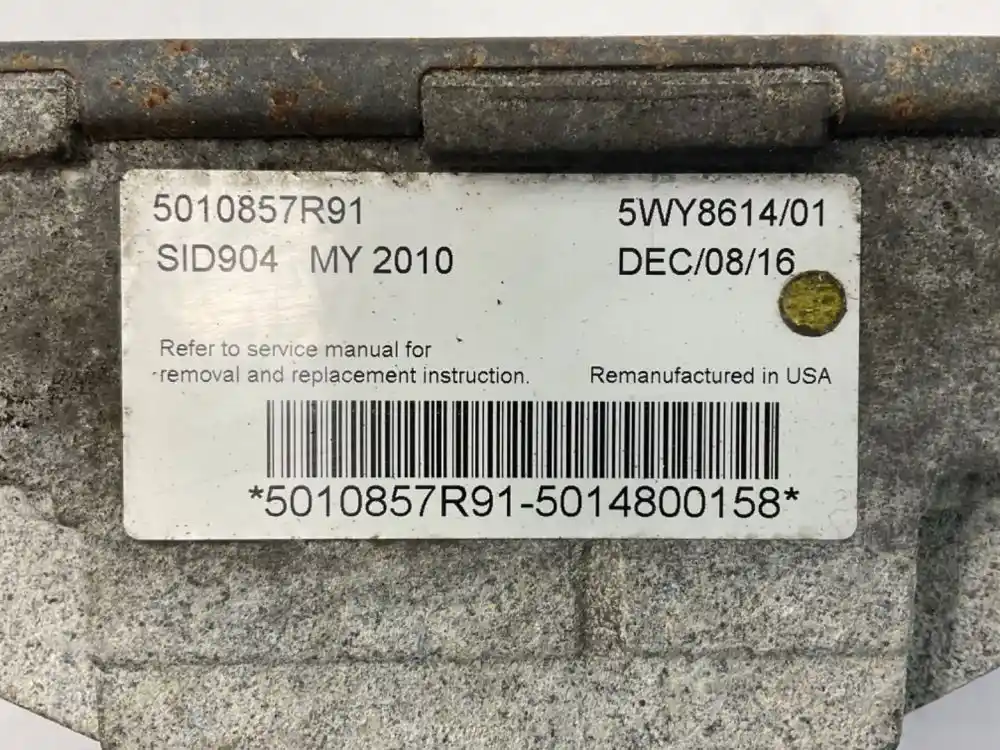 5010857R91 5WY8614/01
SID904 MY 2010 DEC/08/16
Refer to service manual for
removal and replacement instruction. Remanufactured in USA
*5010857R91-5014800158*